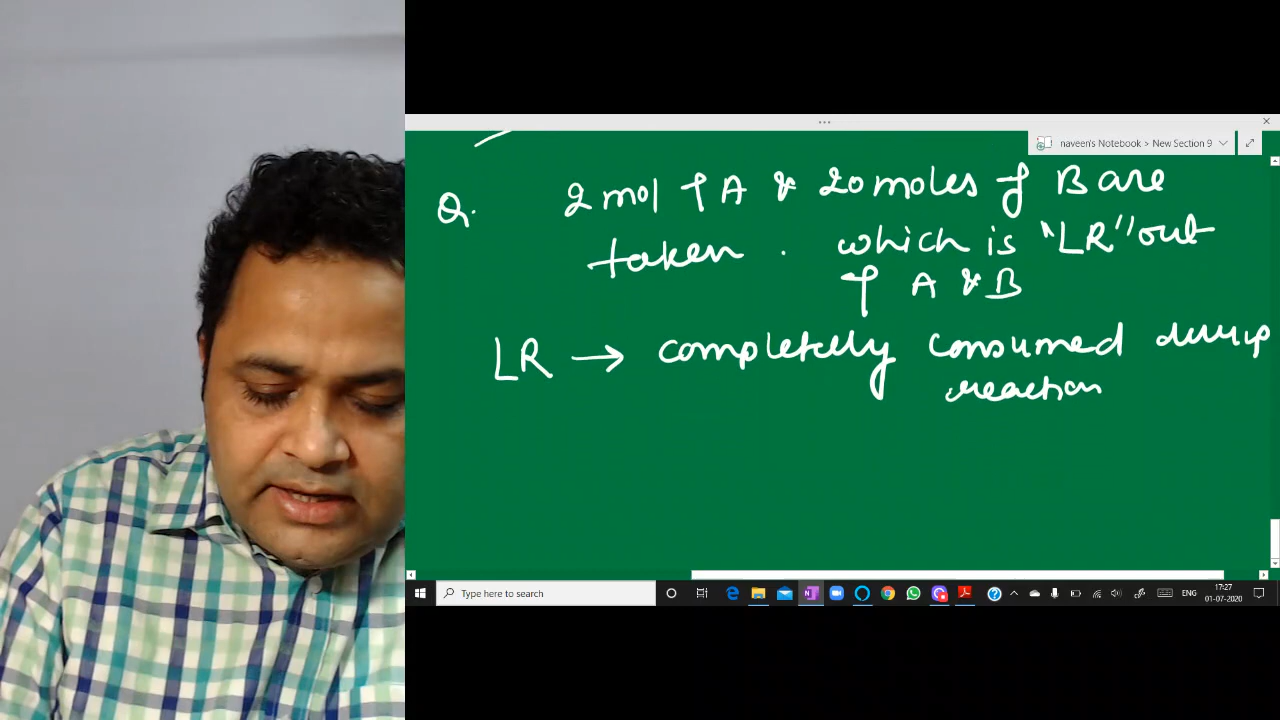 naveen's Notebook > New Section 9
Q. 2 mol of A & 20 moles of B are
taken. which is "LR" out
of A & B
LR → completely consumed during
reaction
Type here to search
ENG
17:27
01-07-2020